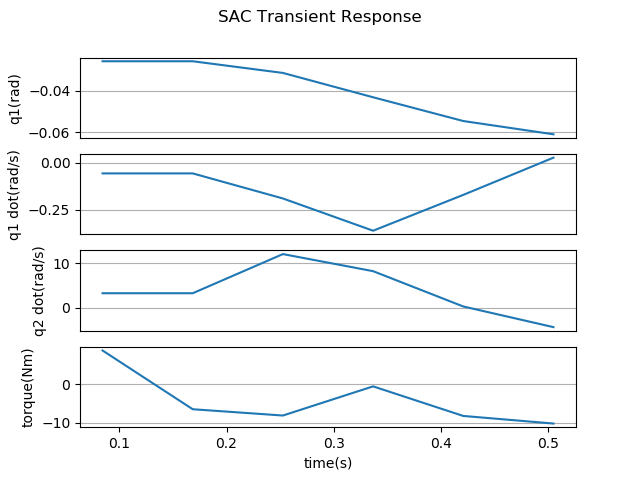 SAC Transient Response
q1(rad)
−0.04
−0.06
q1 dot(rad/s)
0.00
−0.25
q2 dot(rad/s)
10
0
torque(Nm)
0
−10
0.1 0.2 0.3 0.4 0.5
time(s)